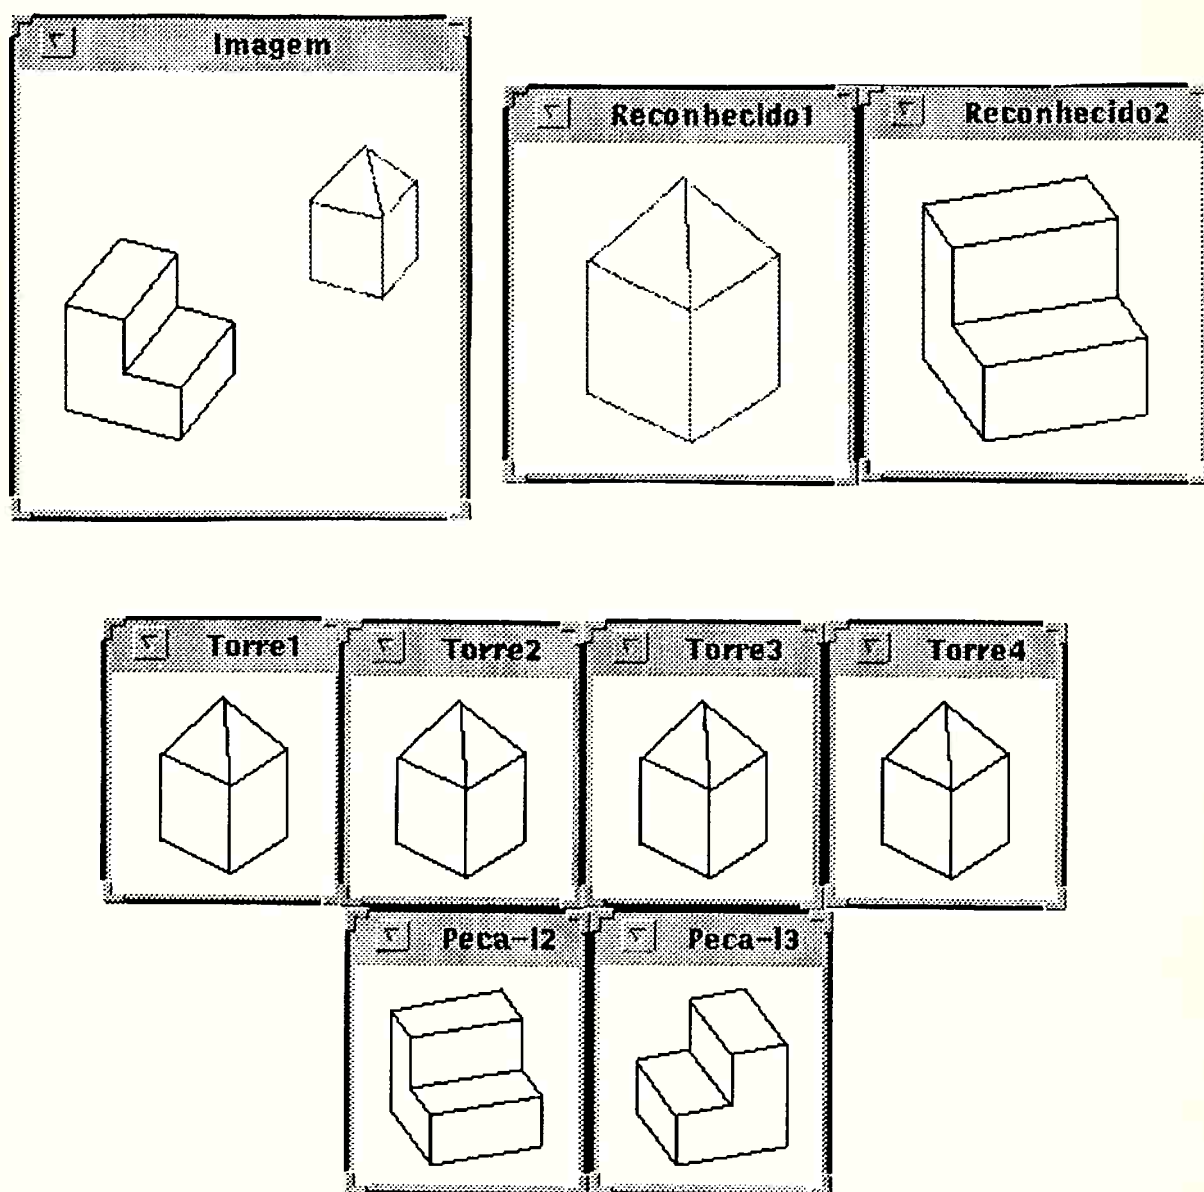 Imagem
Reconhecido1
Reconhecido2
Torre1
Torre2
Torre3
Torre4
Peca-l2
Peca-l3